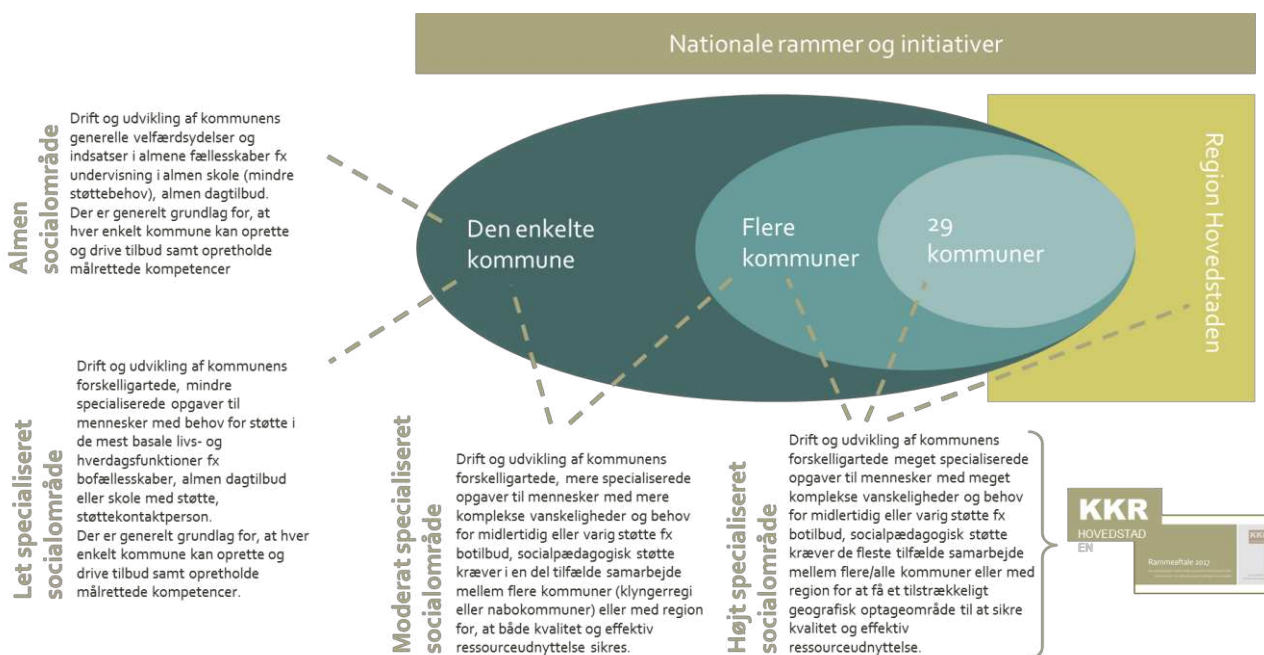 Nationale rammer og initiativer
Almen
socialområde
Drift og udvikling af kommunens
generelle velfærdsydelser og
indsatser i almene fællesskaber fx
undervisning i almen skole (mindre
støttebehov), almen dagtilbud.
Der er generelt grundlag for, at
hver enkelt kommune kan oprette
og drive tilbud samt opretholde
målrettede kompetencer
Den enkelte
kommune
Flere
kommuner
29
kommuner
Region Hovedstaden
Let specialiseret
socialområde
Drift og udvikling af kommunens
forskelligartede, mindre
specialiserede opgaver til
mennesker med behov for støtte i
de mest basale livs- og
hverdagsfunktioner fx
bofællesskaber, almen dagtilbud
eller skole med støtte,
støttekontaktperson.
Der er generelt grundlag for, at hver
enkelt kommune kan oprette og
drive tilbud samt opretholde
målrettede kompetencer.
Moderat specialiseret
socialområde
Drift og udvikling af kommunens
forskelligartede, mere specialiserede
opgaver til mennesker med mere
komplekse vanskeligheder og behov
for midlertidig eller varig støtte fx
botilbud, socialpædagogisk støtte
kræver i en del tilfælde samarbejde
mellem flere kommuner (klyngerregi
eller nabokommuner) eller med region
for, at både kvalitet og effektiv
ressourceudnyttelse sikres.
Højt specialiseret
socialområde
Drift og udvikling af kommunens
forskelligartede meget specialiserede
opgaver til mennesker med meget
komplekse vanskeligheder og behov
for midlertidig eller varig støtte fx
botilbud, socialpædagogisk støtte
kræver de fleste tilfælde samarbejde
mellem flere/alle kommuner eller med
region for at få et tilstrækkeligt
geografisk optageområde til at sikre
kvalitet og effektiv
ressourceudnyttelse.
KKR
HOVEDSTAD
EN
Rammeaftale 2017
KKR